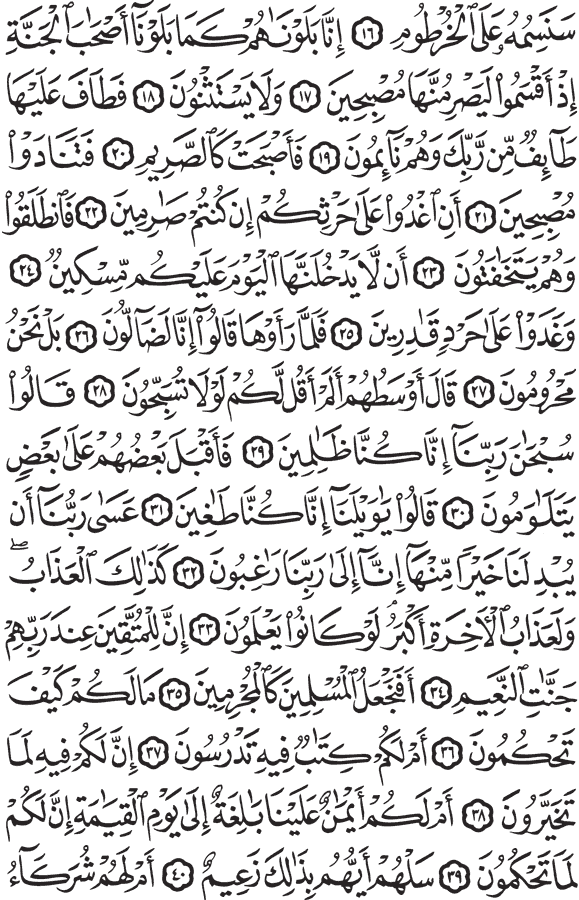 سَنَسِمُهُۥ عَلَى ٱلْخُرْطُومِ ١٦ إِنَّا بَلَوْنَٰهُمْ كَمَا بَلَوْنَآ أَصْحَٰبَ ٱلْجَنَّةِ
إِذْ أَقْسَمُوا۟ لَيَصْرِمُنَّهَا مُصْبِحِينَ ١٧ وَلَا يَسْتَثْنُونَ ١٨ فَطَافَ عَلَيْهَا
طَآئِفٌ مِّن رَّبِّكَ وَهُمْ نَآئِمُونَ ١٩ فَأَصْبَحَتْ كَٱلصَّرِيمِ ٢٠ فَتَنَادَوْا۟
مُصْبِحِينَ ٢١ أَنِ ٱغْدُوا۟ عَلَىٰ حَرْثِكُمْ إِن كُنتُمْ صَٰرِمِينَ ٢٢ فَٱنطَلَقُوا۟
وَهُمْ يَتَخَٰفَتُونَ ٢٣ أَن لَّا يَدْخُلَنَّهَا ٱلْيَوْمَ عَلَيْكُم مِّسْكِينٌ ٢٤
وَغَدَوْا۟ عَلَىٰ حَرْدٍ قَٰدِرِينَ ٢٥ فَلَمَّا رَأَوْهَا قَالُوٓا۟ إِنَّا لَضَآلُّونَ ٢٦ بَلْ نَحْنُ
مَحْرُومُونَ ٢٧ قَالَ أَوْسَطُهُمْ أَلَمْ أَقُل لَّكُمْ لَوْلَا تُسَبِّحُونَ ٢٨ قَالُوا۟
سُبْحَٰنَ رَبِّنَآ إِنَّا كُنَّا ظَٰلِمِينَ ٢٩ فَأَقْبَلَ بَعْضُهُمْ عَلَىٰ بَعْضٍ
يَتَلَٰوَمُونَ ٣٠ قَالُوا۟ يَٰوَيْلَنَآ إِنَّا كُنَّا طَٰغِينَ ٣١ عَسَىٰ رَبُّنَآ أَن
يُبْدِلَنَا خَيْرًا مِّنْهَآ إِنَّآ إِلَىٰ رَبِّنَا رَٰغِبُونَ ٣٢ كَذَٰلِكَ ٱلْعَذَابُ ۖ
وَلَعَذَابُ ٱلْءَاخِرَةِ أَكْبَرُ ۚ لَوْ كَانُوا۟ يَعْلَمُونَ ٣٣ إِنَّ لِلْمُتَّقِينَ عِندَ رَبِّهِمْ
جَنَّٰتِ ٱلنَّعِيمِ ٣٤ أَفَنَجْعَلُ ٱلْمُسْلِمِينَ كَٱلْمُجْرِمِينَ ٣٥ مَا لَكُمْ كَيْفَ
تَحْكُمُونَ ٣٦ أَمْ لَكُمْ كِتَٰبٌ فِيهِ تَدْرُسُونَ ٣٧ إِنَّ لَكُمْ فِيهِ لَمَا
تَخَيَّرُونَ ٣٨ أَمْ لَكُمْ أَيْمَٰنٌ عَلَيْنَا بَٰلِغَةٌ إِلَىٰ يَوْمِ ٱلْقِيَٰمَةِ إِنَّ لَكُمْ
لَمَا تَحْكُمُونَ ٣٩ سَلْهُمْ أَيُّهُم بِذَٰلِكَ زَعِيمٌ ٤٠ أَمْ لَهُمْ شُرَكَآءُ